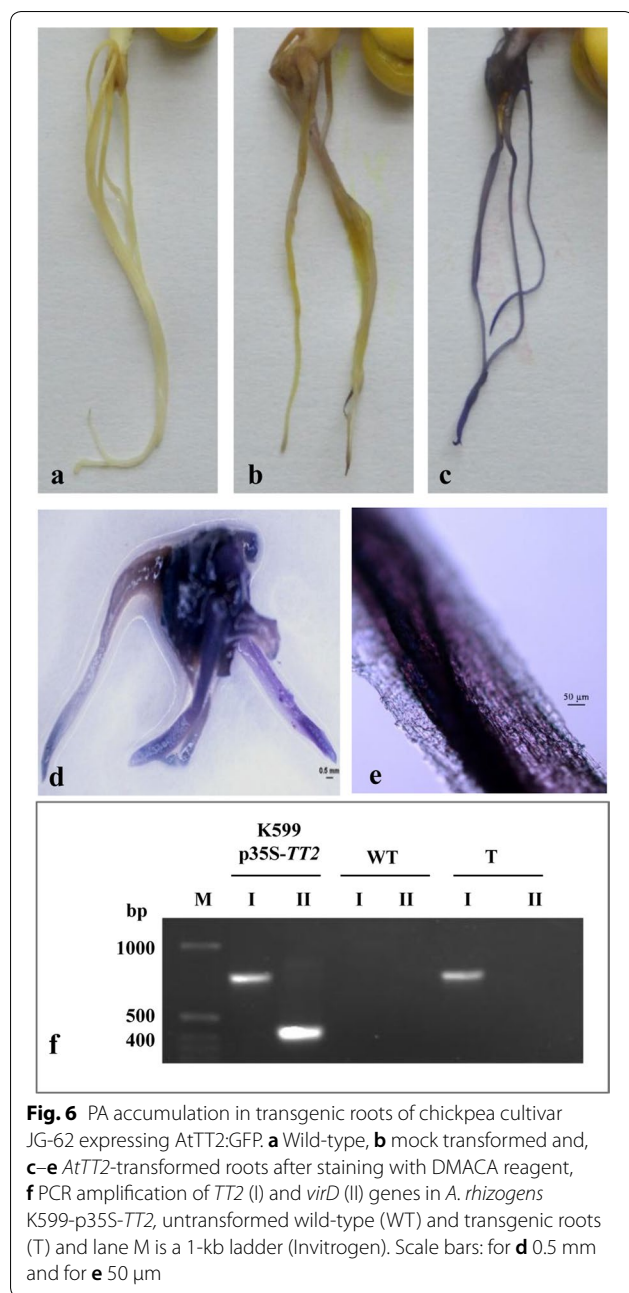 a
b
c
d
0.5 mm
e
50 µm
K599
p35S-TT2
WT
T
M
I
II
I
II
I
II
bp
1000
500
400
f
Fig. 6 PA accumulation in transgenic roots of chickpea cultivar
JG-62 expressing AtTT2:GFP. a Wild-type, b mock transformed and,
c–e AtTT2-transformed roots after staining with DMACA reagent,
f PCR amplification of TT2 (I) and virD (II) genes in A. rhizogens
K599-p35S-TT2, untransformed wild-type (WT) and transgenic roots
(T) and lane M is a 1-kb ladder (Invitrogen). Scale bars: for d 0.5 mm
and for e 50 µm